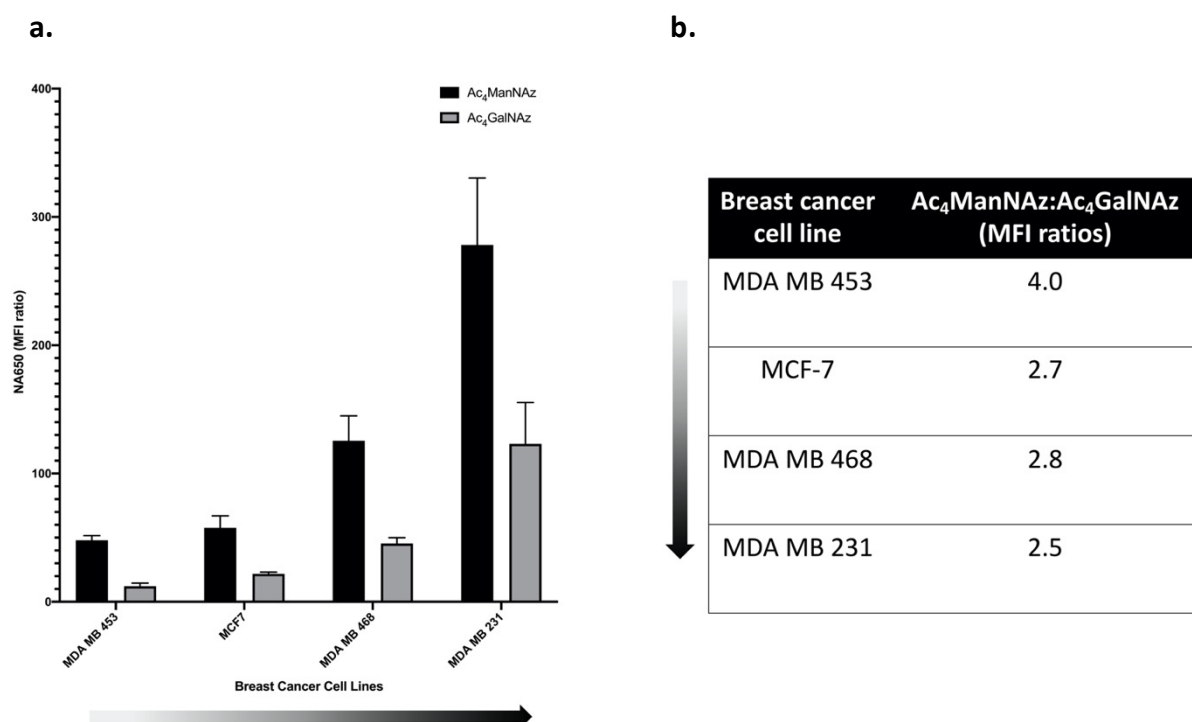 a.
400
300
200
100
0
NA650 (MFI ratio)
Ac₄ManNAz
Ac₄GalNAz
MDA MB 453
MCF7
MDA MB 468
MDA MB 231
Breast Cancer Cell Lines
b.
Breast cancer cell line
Ac₄ManNAz:Ac₄GalNAz (MFI ratios)
MDA MB 453 4.0
MCF-7 2.7
MDA MB 468 2.8
MDA MB 231 2.5